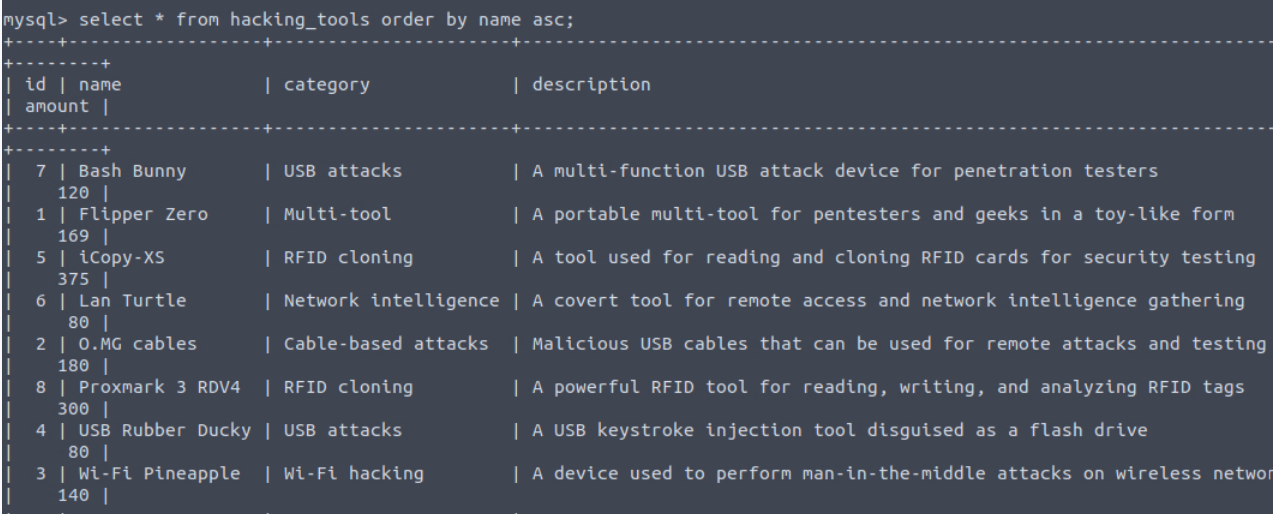 mysql> select * from hacking_tools order by name asc;
+----+------------------+----------------------+----------------------------------------------------------------------
+--------+
| id | name             | category             | description
| amount |
+----+------------------+----------------------+----------------------------------------------------------------------
+--------+
|  7 | Bash Bunny       | USB attacks          | A multi-function USB attack device for penetration testers
|    120 |
|  1 | Flipper Zero     | Multi-tool           | A portable multi-tool for pentesters and geeks in a toy-like form
|    169 |
|  5 | iCopy-XS         | RFID cloning         | A tool used for reading and cloning RFID cards for security testing
|    375 |
|  6 | Lan Turtle       | Network intelligence | A covert tool for remote access and network intelligence gathering
|     80 |
|  2 | O.MG cables      | Cable-based attacks  | Malicious USB cables that can be used for remote attacks and testing
|    180 |
|  8 | Proxmark 3 RDV4  | RFID cloning         | A powerful RFID tool for reading, writing, and analyzing RFID tags
|    300 |
|  4 | USB Rubber Ducky | USB attacks          | A USB keystroke injection tool disguised as a flash drive
|     80 |
|  3 | Wi-Fi Pineapple  | Wi-Fi hacking        | A device used to perform man-in-the-middle attacks on wireless networ
|    140 |